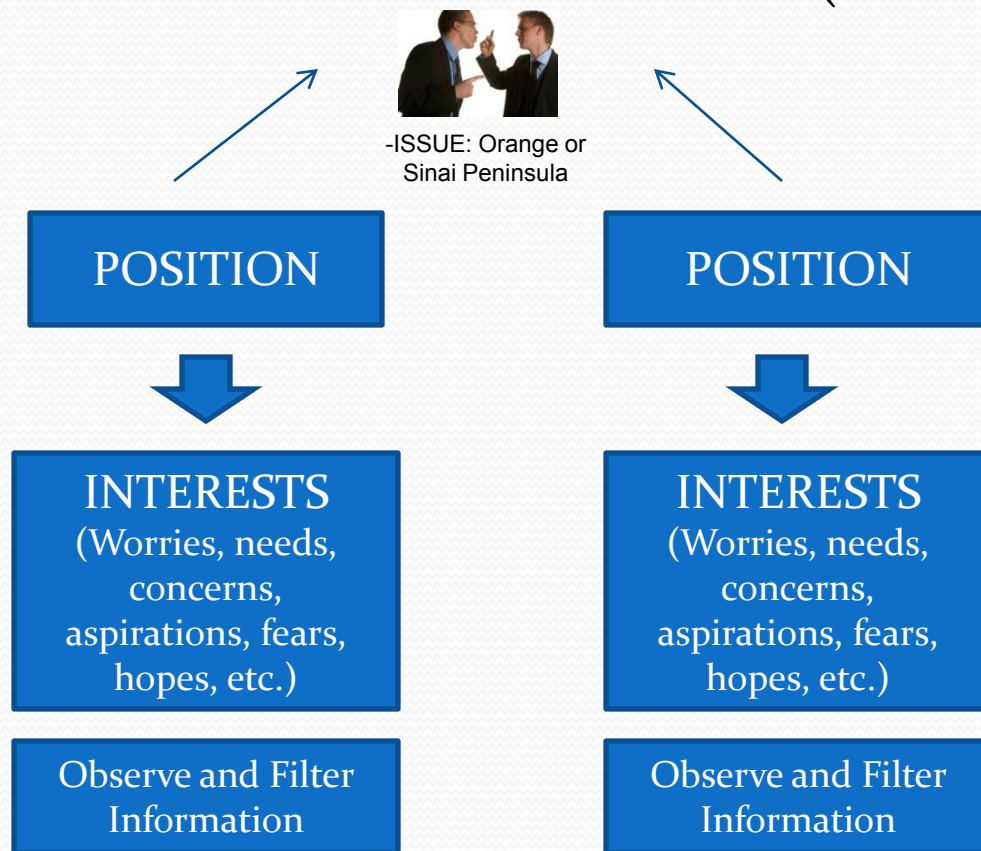 -ISSUE: Orange or
Sinai Peninsula
POSITION
POSITION
INTERESTS
(Worries, needs,
concerns,
aspirations, fears,
hopes, etc.)
INTERESTS
(Worries, needs,
concerns,
aspirations, fears,
hopes, etc.)
Observe and Filter
Information
Observe and Filter
Information